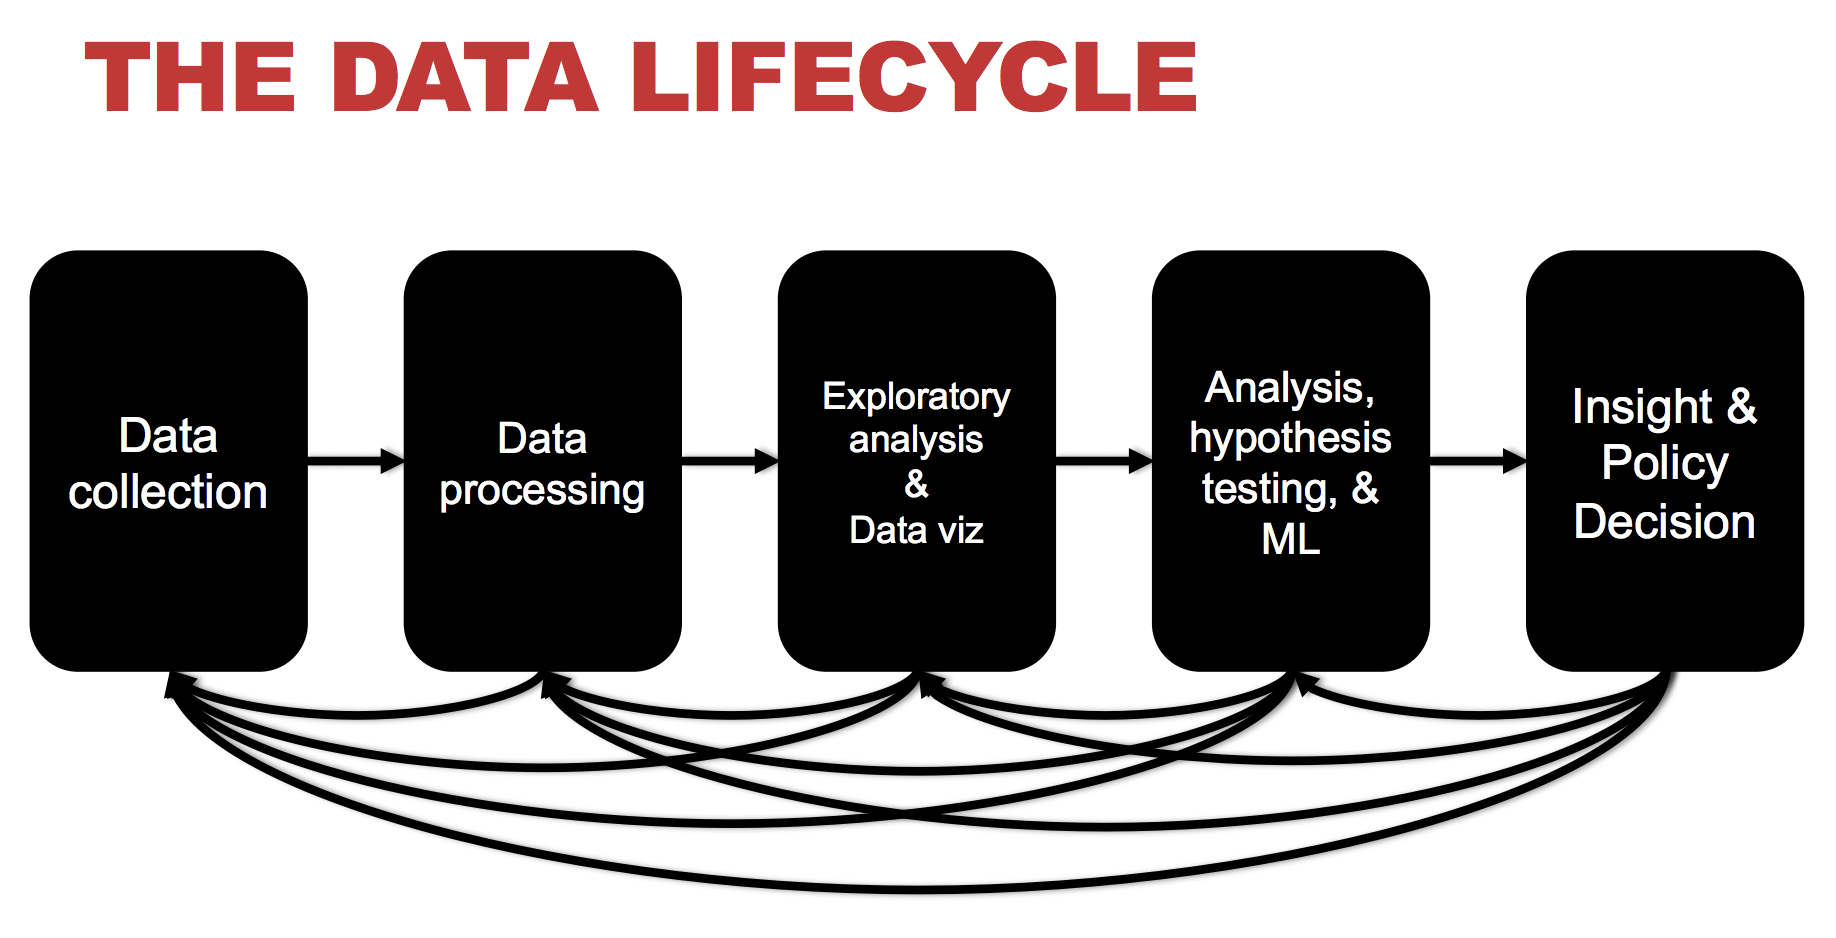 THE DATA LIFECYCLE
Data
collection
Data
processing
Exploratory
analysis
&
Data viz
Analysis,
hypothesis
testing, &
ML
Insight &
Policy
Decision